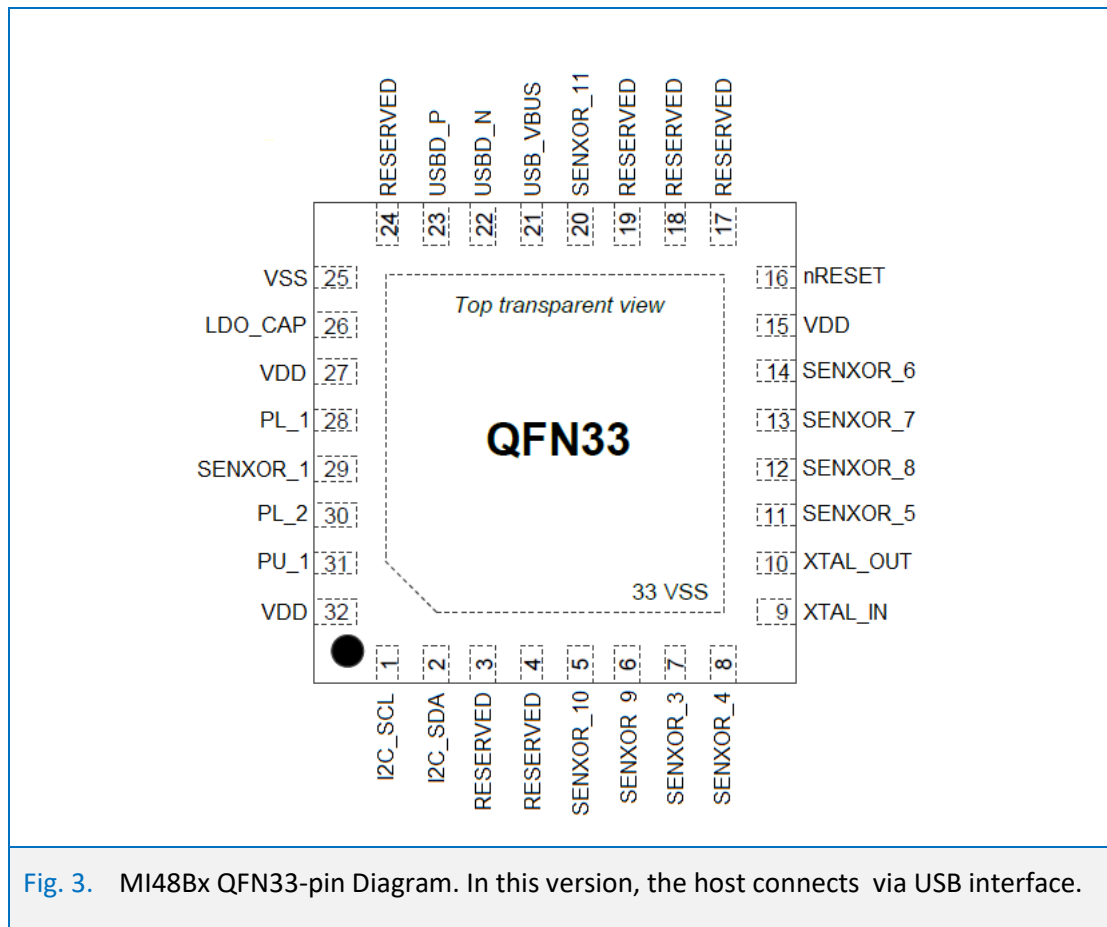 RESERVED
USBD_P
USBD_N
USB_VBUS
SENXOR_11
RESERVED
RESERVED
RESERVED
24
23
22
21
20
19
18
17
VSS 25
LDO_CAP 26
VDD 27
PL_1 28
SENXOR_1 29
PL_2 30
PU_1 31
VDD 32
Top transparent view
QFN33
33 VSS
16 nRESET
15 VDD
14 SENXOR_6
13 SENXOR_7
12 SENXOR_8
11 SENXOR_5
10 XTAL_OUT
9 XTAL_IN
1
2
3
4
5
6
7
8
I2C_SCL
I2C_SDA
RESERVED
RESERVED
SENXOR_10
SENXOR 9
SENXOR_3
SENXOR_4
Fig. 3. MI48Bx QFN33-pin Diagram. In this version, the host connects via USB interface.